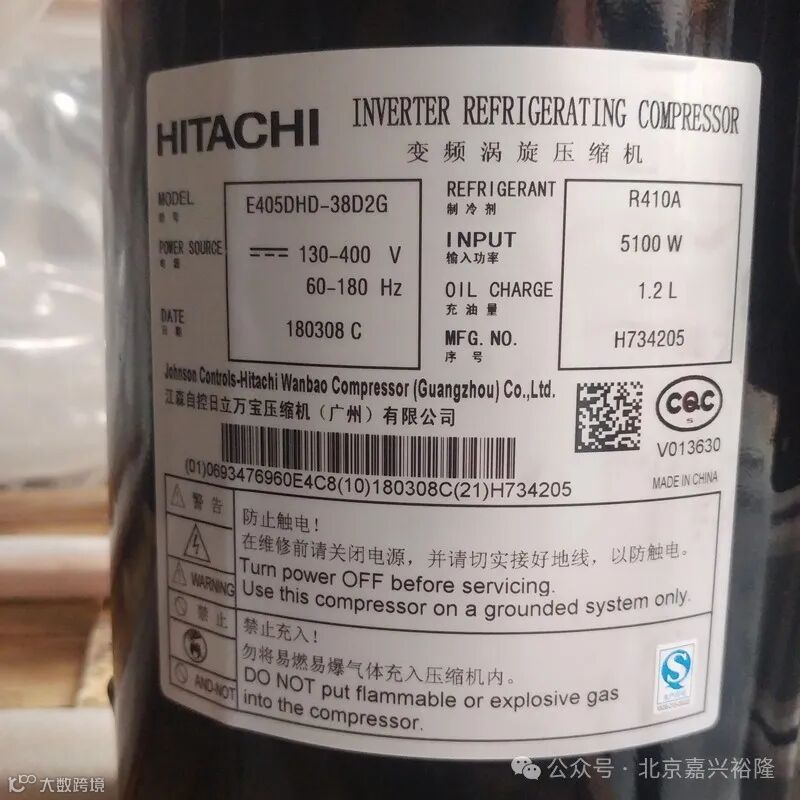 HITACHI
INVERTER REFRIGERATING COMPRESSOR
变频涡旋压缩机
MODEL
型号
E405DHD-38D2G
POWER SOURCE
电源
130-400 V
60-180 Hz
DATE
日期
180308 C
REFRIGERANT
制冷剂
R410A
INPUT
输入功率
5100 W
OIL CHARGE
充油量
1.2 L
MFG. NO.
序号
H734205
Johnson Controls-Hitachi Wanbao Compressor (Guangzhou) Co.,Ltd.
江森自控日立万宝压缩机（广州）有限公司
(01)0693476960E4C8(10)180308C(21)H734205
CQC
S
V013630
MADE IN CHINA
警告
WARNING
防止触电！
在维修前请关闭电源，并请切实接好地线，以防触电。
Turn power OFF before servicing.
Use this compressor on a grounded system only.
禁止
AND-NOT
禁止充入！
勿将易燃易爆气体充入压缩机内。
DO NOT put flammable or explosive gas
into the compressor.
大数跨境
公众号 · 北京嘉兴裕隆